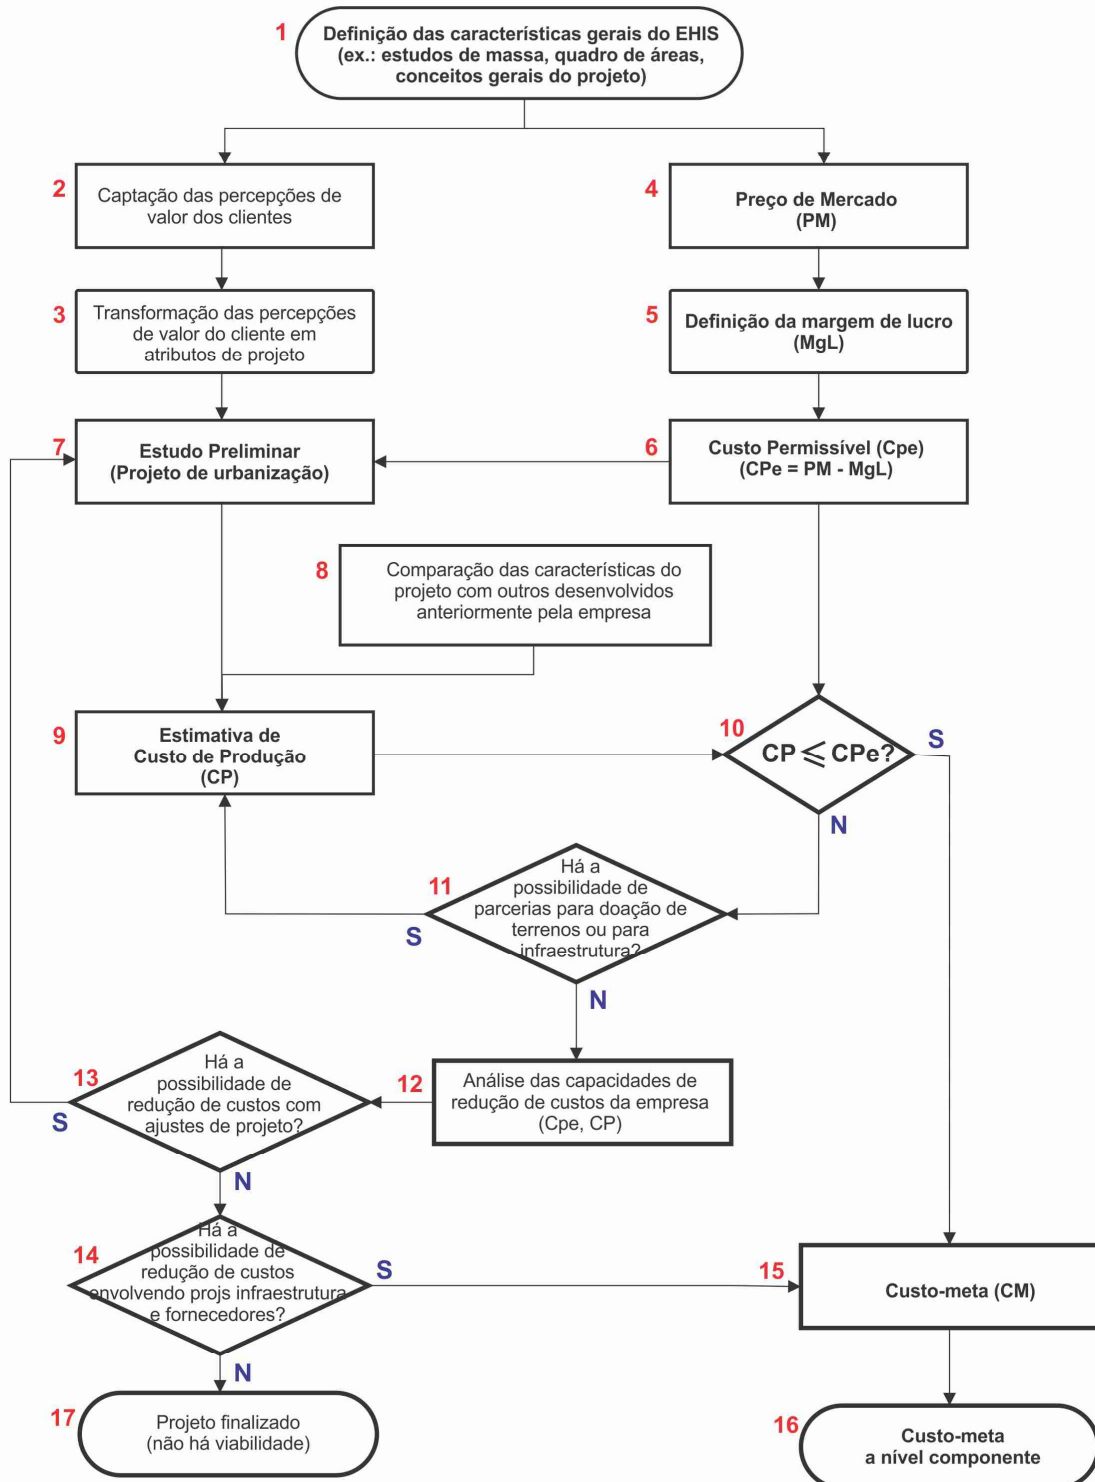 1
Definição das características gerais do EHIS
(ex.: estudos de massa, quadro de áreas,
conceitos gerais do projeto)
2
Captação das percepções de
valor dos clientes
4
Preço de Mercado
(PM)
3
Transformação das percepções
de valor do cliente em
atributos de projeto
5
Definição da margem de lucro
(MgL)
7
Estudo Preliminar
(Projeto de urbanização)
6
Custo Permissível (Cpe)
(CPe = PM - MgL)
8
Comparação das características do
projeto com outros desenvolvidos
anteriormente pela empresa
9
Estimativa de
Custo de Produção
(CP)
10
CP ⩽ CPe?
S
N
11
Há a
possibilidade de
parcerias para doação de
terrenos ou para
infraestrutura?
S
N
12
Análise das capacidades de
redução de custos da empresa
(Cpe, CP)
13
Há a
possibilidade de
redução de custos com
ajustes de projeto?
S
N
14
Há a
possibilidade de
redução de custos
envolvendo projs infraestrutura
e fornecedores?
S
N
15
Custo-meta (CM)
17
Projeto finalizado
(não há viabilidade)
16
Custo-meta
a nível componente